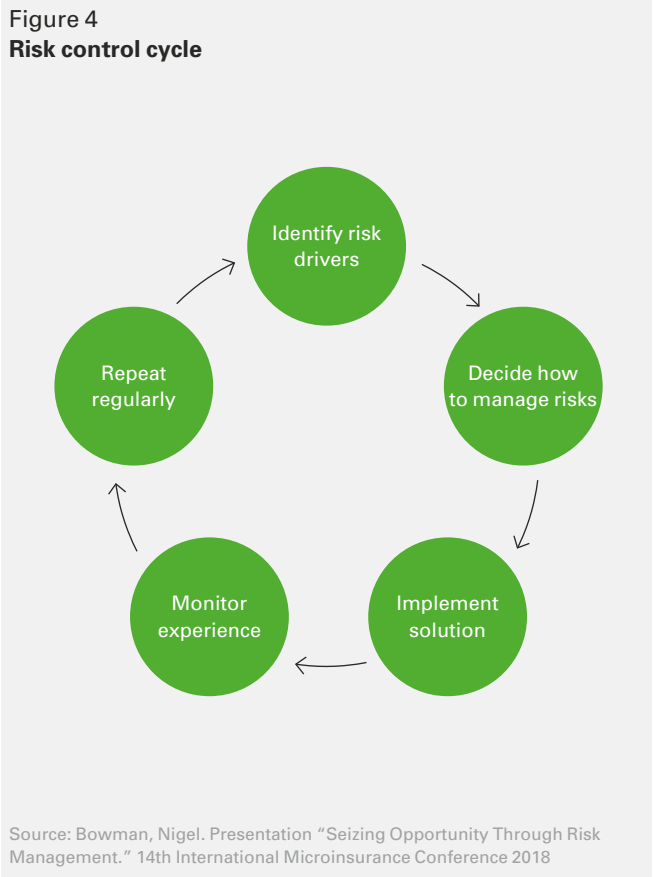 Figure 4
Risk control cycle
Identify risk
drivers
Decide how
to manage risks
Implement
solution
Monitor
experience
Repeat
regularly
Source: Bowman, Nigel. Presentation “Seizing Opportunity Through Risk
Management.” 14th International Microinsurance Conference 2018